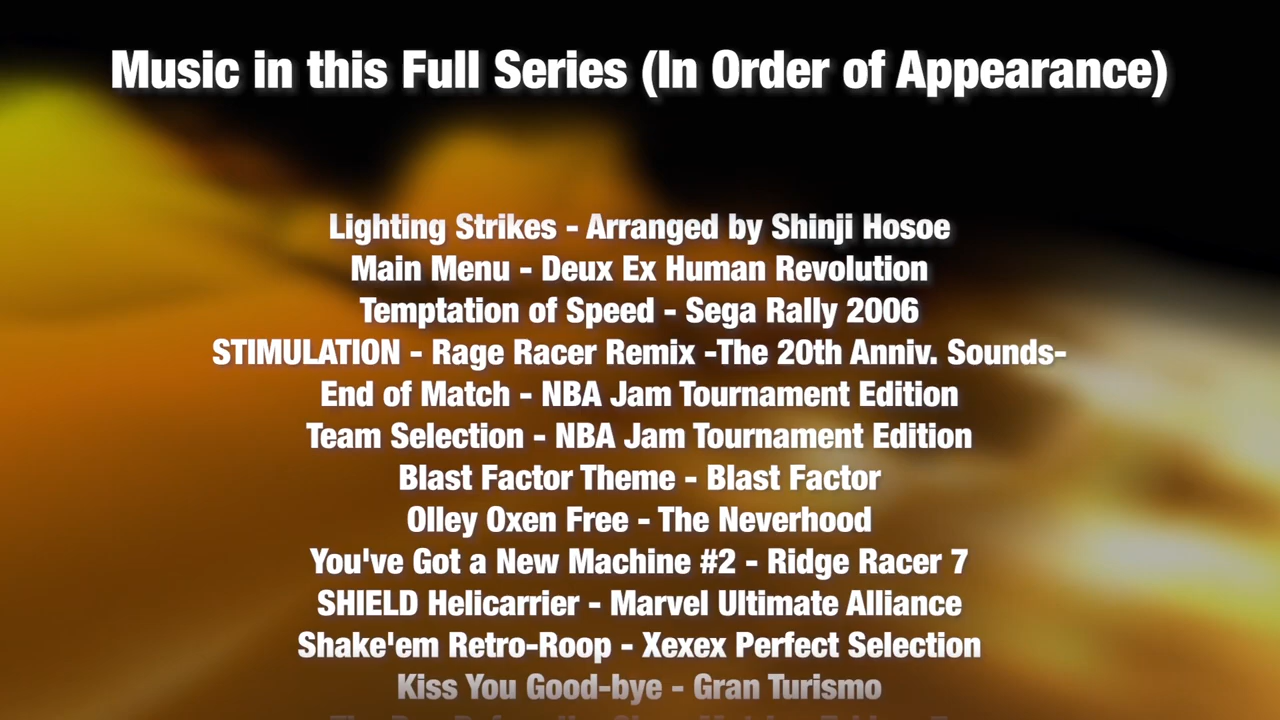 Music in this Full Series (In Order of Appearance)
Lighting Strikes - Arranged by Shinji Hosoe
Main Menu - Deux Ex Human Revolution
Temptation of Speed - Sega Rally 2006
STIMULATION - Rage Racer Remix -The 20th Anniv. Sounds-
End of Match - NBA Jam Tournament Edition
Team Selection - NBA Jam Tournament Edition
Blast Factor Theme - Blast Factor
Olley Oxen Free - The Neverhood
You've Got a New Machine #2 - Ridge Racer 7
SHIELD Helicarrier - Marvel Ultimate Alliance
Shake'em Retro-Roop - Xexex Perfect Selection
Kiss You Good-bye - Gran Turismo